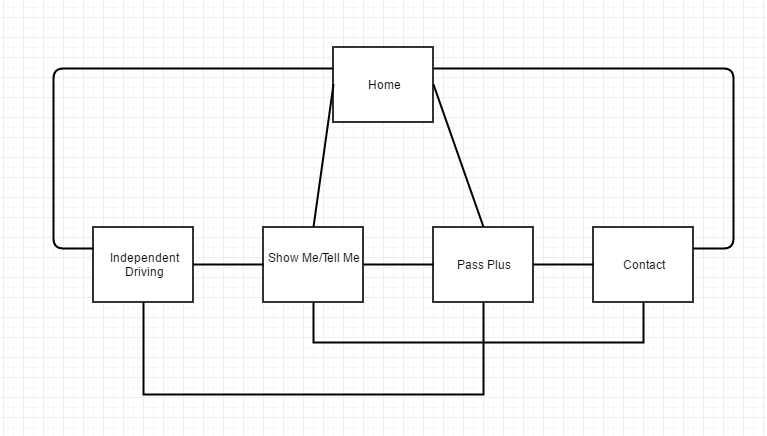 Home
Independent
Driving
Show Me/Tell Me
Pass Plus
Contact